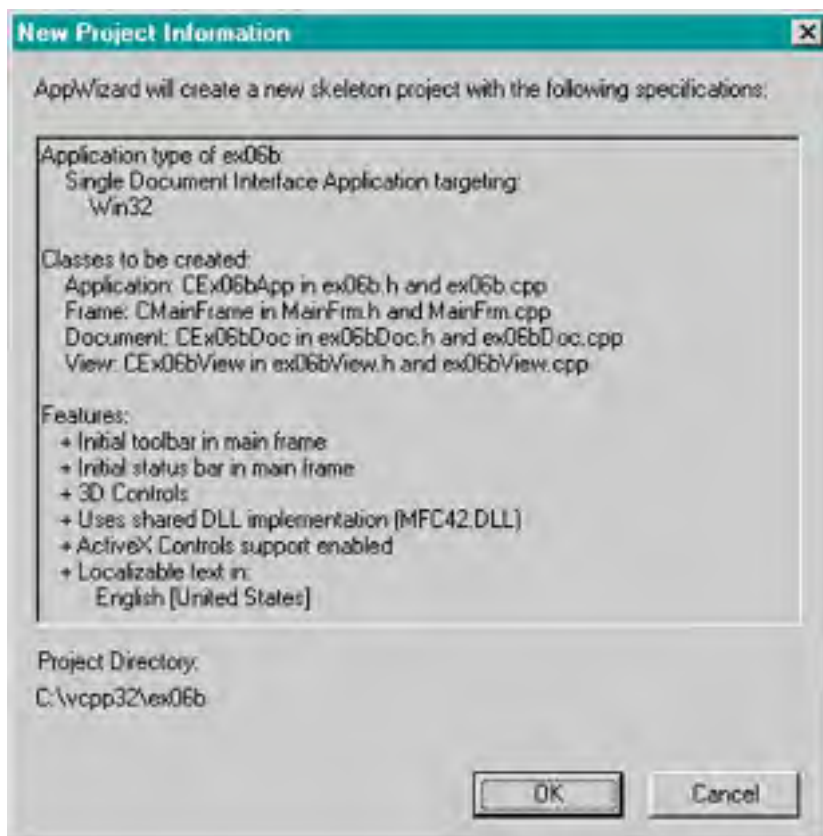 New Project Information
AppWizard will create a new skeleton project with the following specifications:
Application type of ex06b:
Single Document Interface Application targeting:
Win32
Classes to be created:
Application: CEx06bApp in ex06b.h and ex06b.cpp
Frame: CMainFrame in MainFrm.h and MainFrm.cpp
Document: CEx06bDoc in ex06bDoc.h and ex06bDoc.cpp
View: CEx06bView in ex06bView.h and ex06bView.cpp
Features:
+ Initial toolbar in main frame
+ Initial status bar in main frame
+ 3D Controls
+ Uses shared DLL implementation (MFC42.DLL)
+ ActiveX Controls support enabled
+ Localizable text in:
English [United States]
Project Directory:
C:\vcpp32\ex06b
OK Cancel